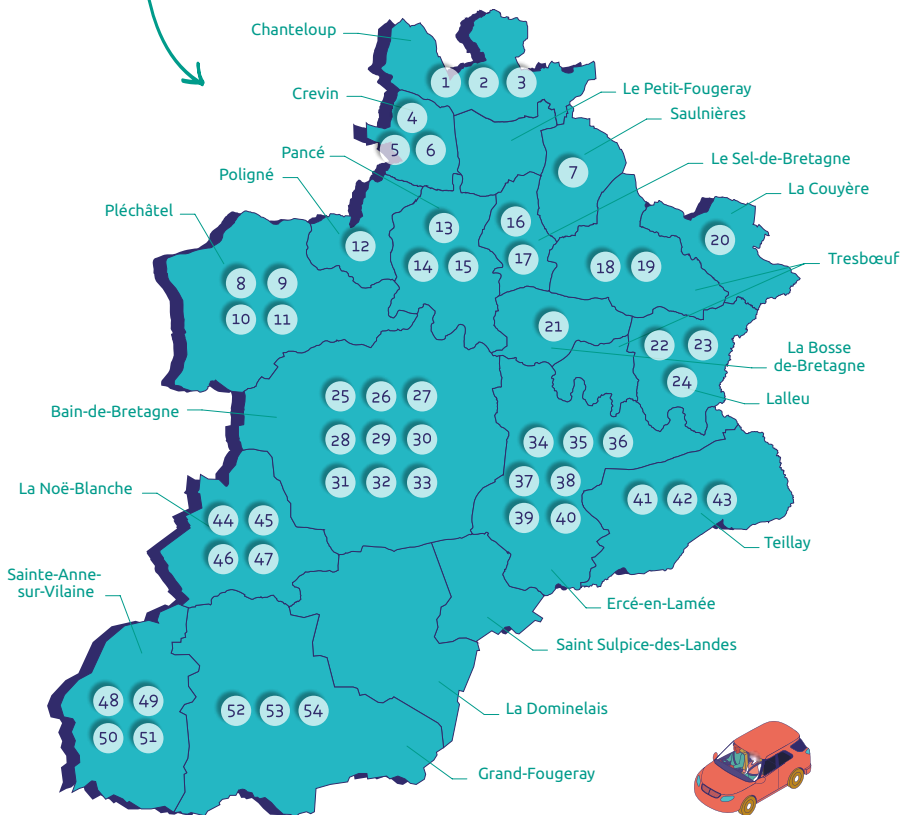 Chanteloup
1 2 3
Crevin
Le Petit-Fougeray
4
Saulnières
5 6
Pancé
Le Sel-de-Bretagne
Poligné
7
La Couyère
Pléchâtel
16
13
20
12
17
Tresbœuf
14 15
18 19
8 9
10 11
21
22 23
La Bosse
de-Bretagne
24
Lalleu
Bain-de-Bretagne
25 26 27
28 29 30
34 35 36
31 32 33
37 38
La Noë-Blanche
41 42 43
44 45
39 40
Teillay
46 47
Sainte-Anne-
sur-Vilaine
Ercé-en-Lamée
Saint Sulpice-des-Landes
48 49
52 53 54
La Dominelais
50 51
Grand-Fougeray